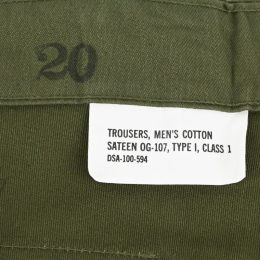 20
TROUSERS, MEN'S COTTON
SATEEN OG-107, TYPE I, CLASS 1
DSA-100-594